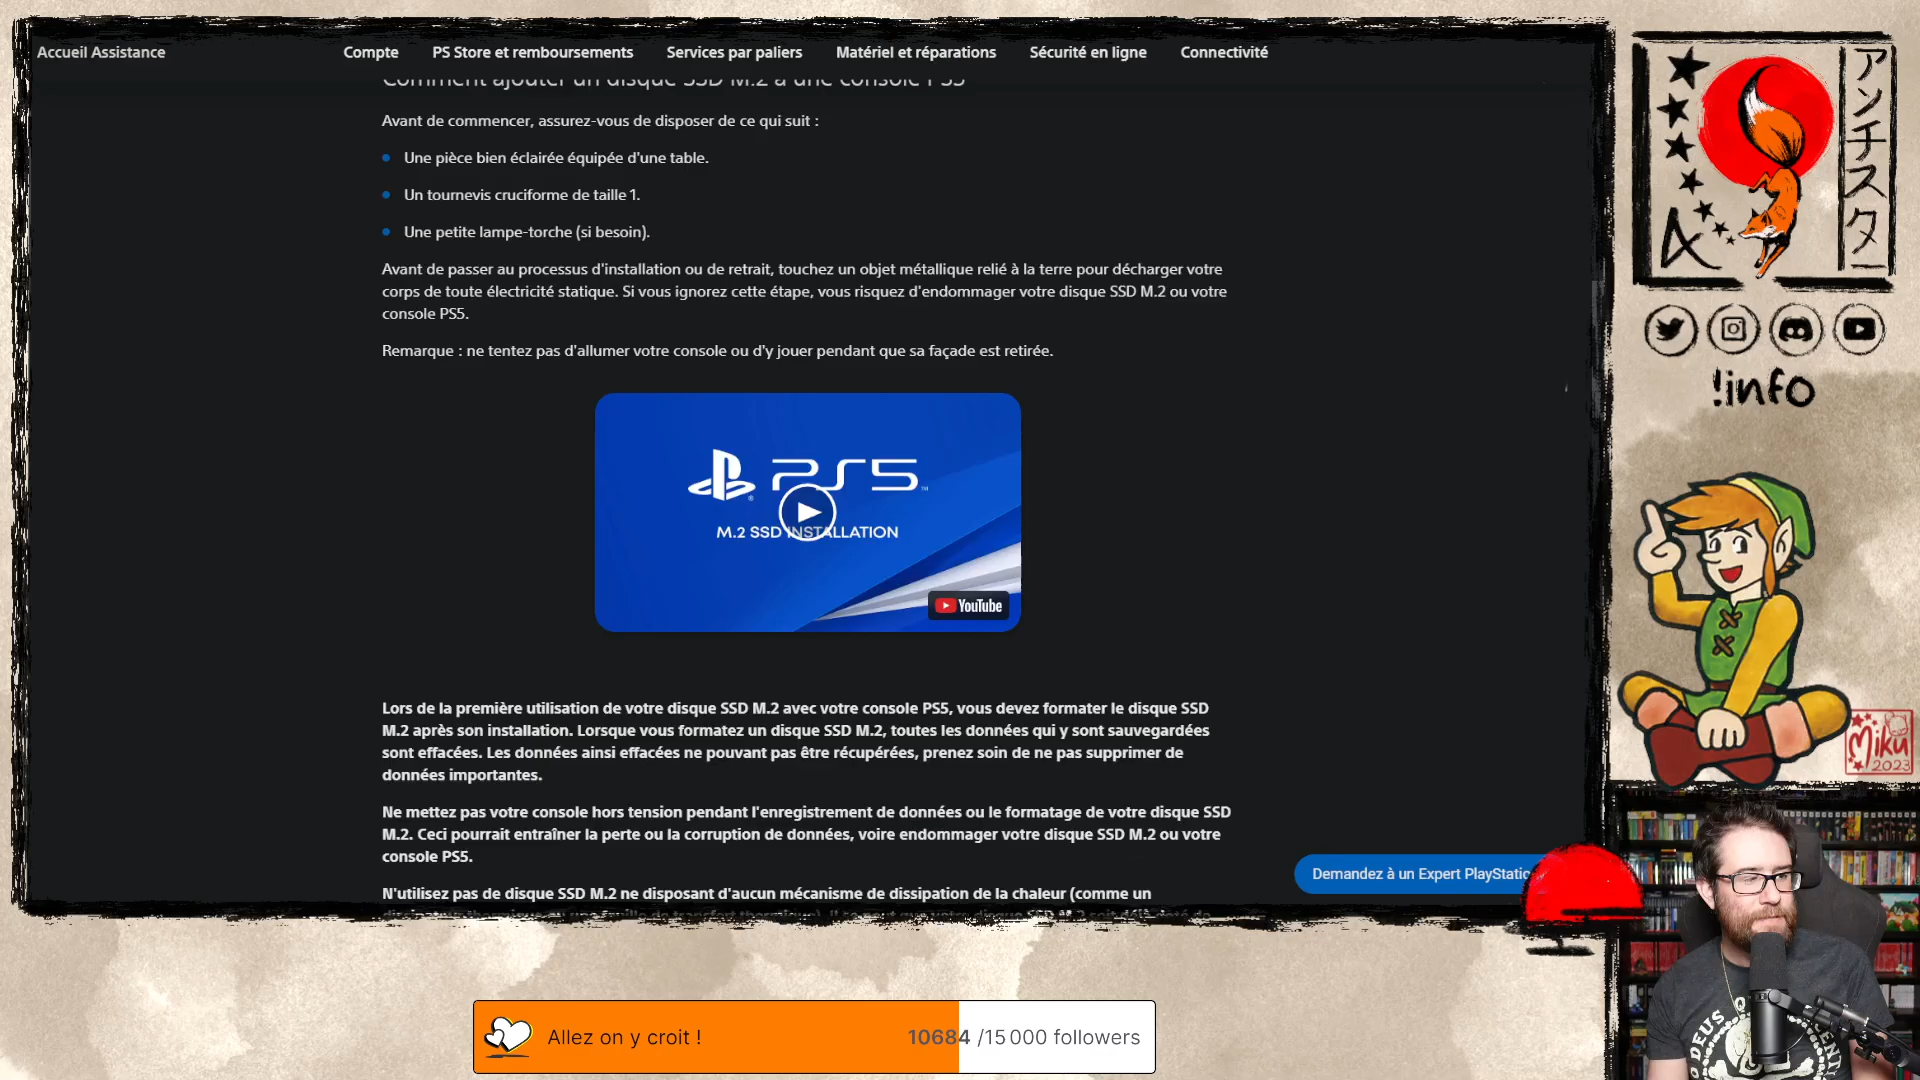 Accueil Assistance
Compte
PS Store et remboursements
Services par paliers
Matériel et réparations
Sécurité en ligne
Connectivité
Comment ajouter un disque SSD M.2 à une console PS5
Avant de commencer, assurez-vous de disposer de ce qui suit :
Une pièce bien éclairée équipée d'une table.
Un tournevis cruciforme de taille 1.
Une petite lampe-torche (si besoin).
Avant de passer au processus d'installation ou de retrait, touchez un objet métallique relié à la terre pour décharger votre
corps de toute électricité statique. Si vous ignorez cette étape, vous risquez d'endommager votre disque SSD M.2 ou votre
console PS5.
Remarque : ne tentez pas d'allumer votre console ou d'y jouer pendant que sa façade est retirée.
PS5
M.2 SSD INSTALLATION
YouTube
Lors de la première utilisation de votre disque SSD M.2 avec votre console PS5, vous devez formater le disque SSD
M.2 après son installation. Lorsque vous formatez un disque SSD M.2, toutes les données qui y sont sauvegardées
sont effacées. Les données ainsi effacées ne pouvant pas être récupérées, prenez soin de ne pas supprimer de
données importantes.
Ne mettez pas votre console hors tension pendant l'enregistrement de données ou le formatage de votre disque SSD
M.2. Ceci pourrait entraîner la perte ou la corruption de données, voire endommager votre disque SSD M.2 ou votre
console PS5.
N'utilisez pas de disque SSD M.2 ne disposant d'aucun mécanisme de dissipation de la chaleur (comme un
Demandez à un Expert PlayStatio
アンチスター
!info
Miku
2023
Allez on y croit !
10684 /15 000 followers